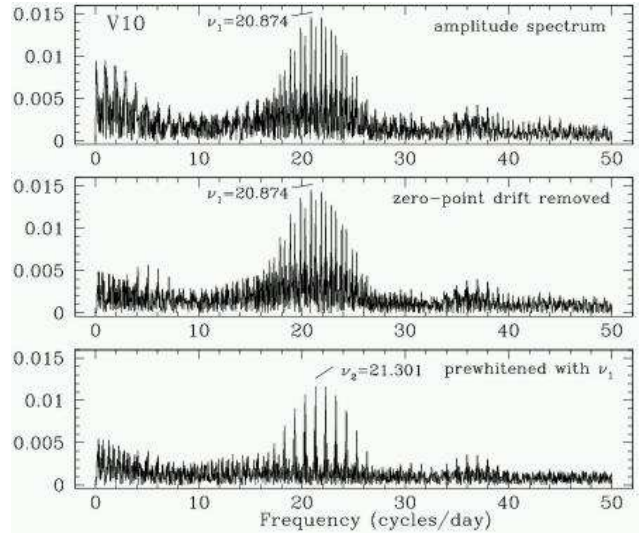 V10
ν₁=20.874
amplitude spectrum
0.015
0.01
0.005
0
0 10 20 30 40 50
ν₁=20.874
zero-point drift removed
0.015
0.01
0.005
0
0 10 20 30 40 50
ν₂=21.301
prewhitened with ν₁
0.015
0.01
0.005
0
0 10 20 30 40 50
Frequency (cycles/day)